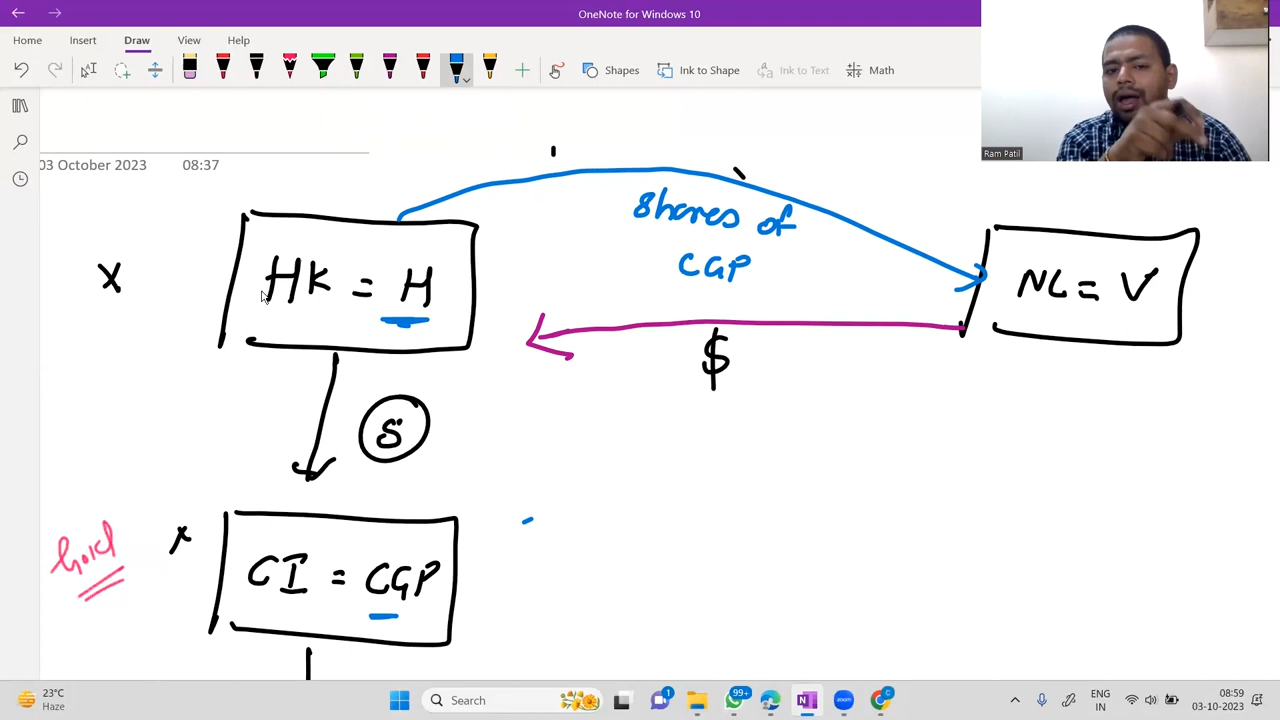 OneNote for Windows 10
Home Insert Draw View Help
Shapes Ink to Shape Ink to Text Math
Ram Patil
03 October 2023 08:37
Shares of
CGP
X HK = H NL = V
$
S
Gold x CI = CGP
23°C
Haze
Search
99+
1
ENG
IN
08:59
03-10-2023